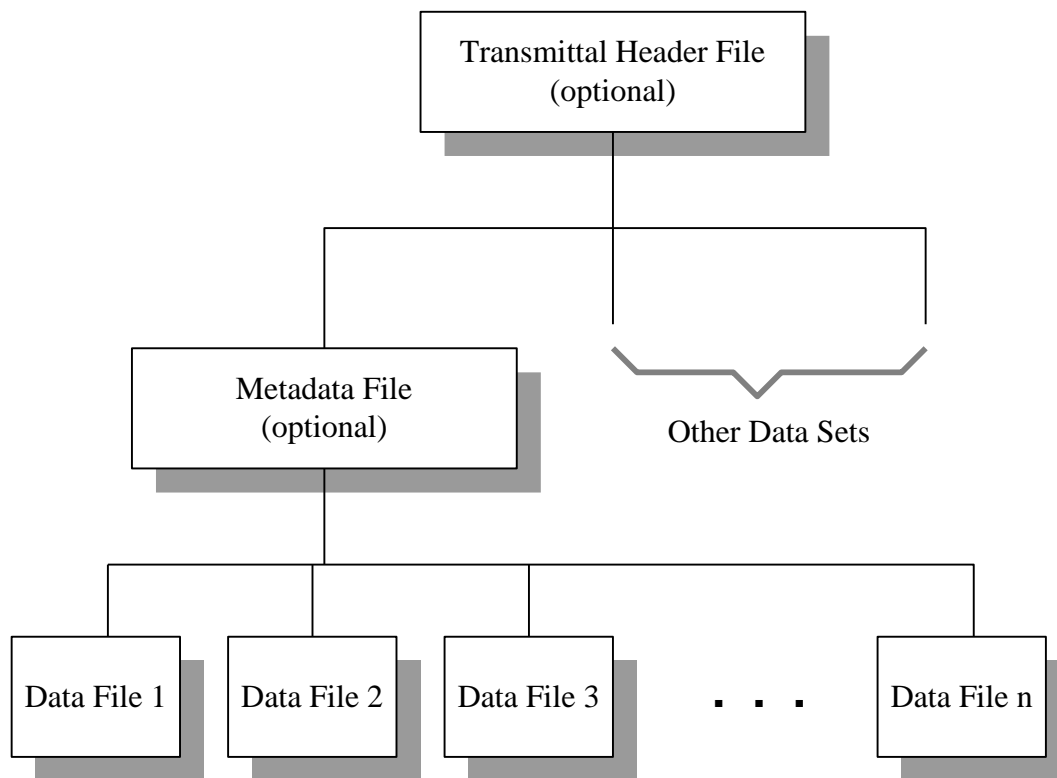 Transmittal Header File
(optional)
Metadata File
(optional)
Other Data Sets
Data File 1
Data File 2
Data File 3
. . .
Data File n